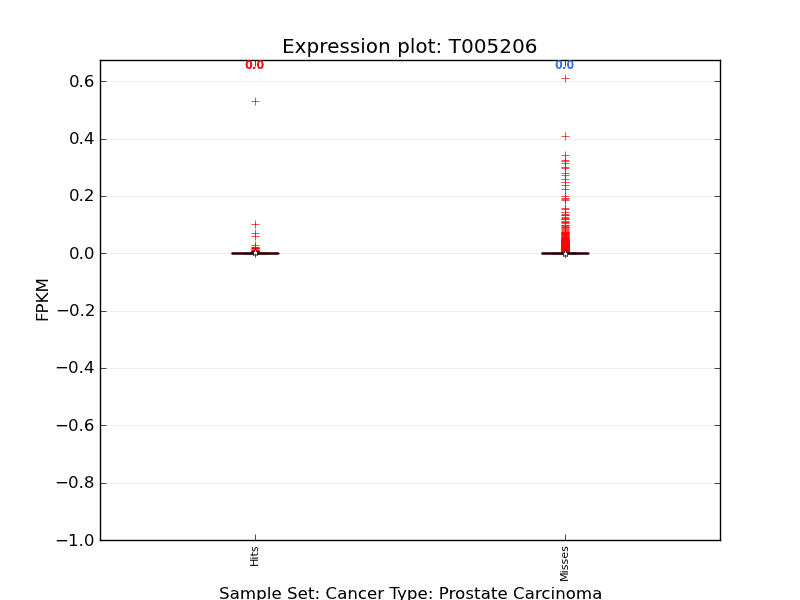 Expression plot: T005206
0.0
0.0
0.6
0.4
0.2
0.0
−0.2
−0.4
−0.6
−0.8
−1.0
FPKM
Hits
Misses
Sample Set: Cancer Type: Prostate Carcinoma